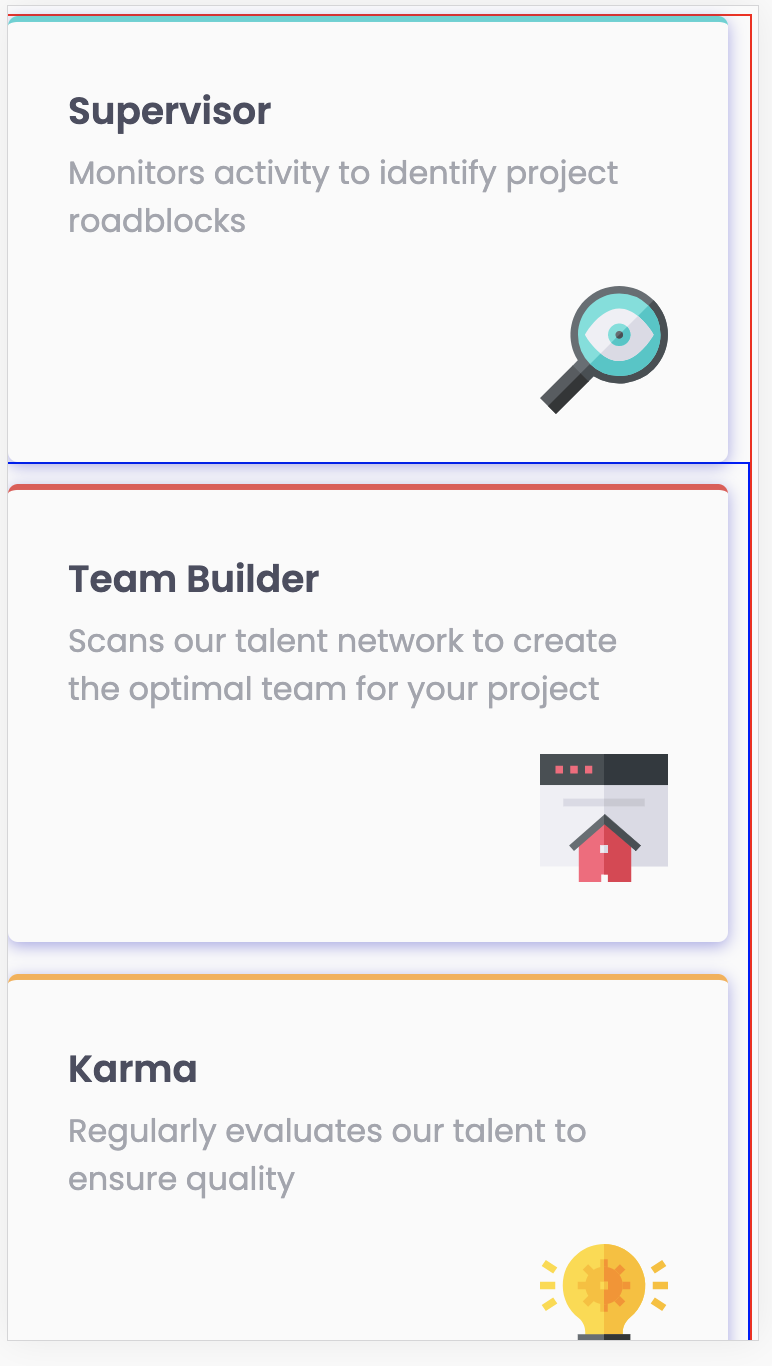 Supervisor
Monitors activity to identify project
roadblocks
Team Builder
Scans our talent network to create
the optimal team for your project
Karma
Regularly evaluates our talent to
ensure quality